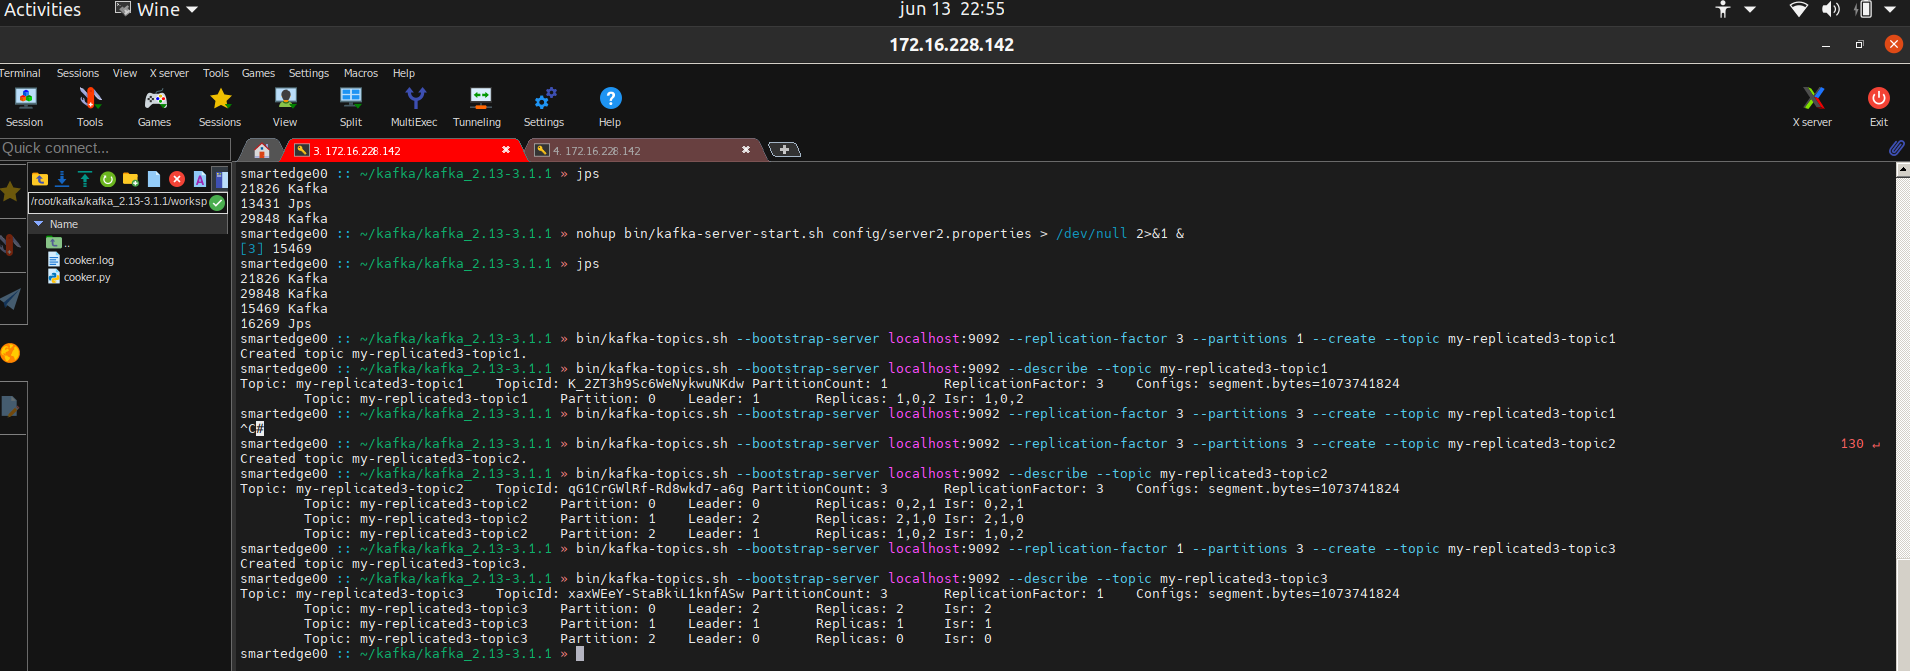 Activities Wine jun 13 22:55
172.16.228.142
Terminal Sessions View X server Tools Games Settings Macros Help
Session Tools Games Sessions View Split MultiExec Tunneling Settings Help X server Exit
Quick connect...
3. 172.16.228.142
4. 172.16.228.142
/root/kafka/kafka_2.13-3.1.1/worksp
Name
..
cooker.log
cooker.py
smartedge00 :: ~/kafka/kafka_2.13-3.1.1 » jps
21826 Kafka
13431 Jps
29848 Kafka
smartedge00 :: ~/kafka/kafka_2.13-3.1.1 » nohup bin/kafka-server-start.sh config/server2.properties > /dev/null 2>&1 &
[3] 15469
smartedge00 :: ~/kafka/kafka_2.13-3.1.1 » jps
21826 Kafka
29848 Kafka
15469 Kafka
16269 Jps
smartedge00 :: ~/kafka/kafka_2.13-3.1.1 » bin/kafka-topics.sh --bootstrap-server localhost:9092 --replication-factor 3 --partitions 1 --create --topic my-replicated3-topic1
Created topic my-replicated3-topic1.
smartedge00 :: ~/kafka/kafka_2.13-3.1.1 » bin/kafka-topics.sh --bootstrap-server localhost:9092 --describe --topic my-replicated3-topic1
Topic: my-replicated3-topic1 TopicId: K_2ZT3h9Sc6WeNykwuNKdw PartitionCount: 1 ReplicationFactor: 3 Configs: segment.bytes=1073741824
Topic: my-replicated3-topic1 Partition: 0 Leader: 1 Replicas: 1,0,2 Isr: 1,0,2
smartedge00 :: ~/kafka/kafka_2.13-3.1.1 » bin/kafka-topics.sh --bootstrap-server localhost:9092 --replication-factor 3 --partitions 3 --create --topic my-replicated3-topic1
^C#
smartedge00 :: ~/kafka/kafka_2.13-3.1.1 » bin/kafka-topics.sh --bootstrap-server localhost:9092 --replication-factor 3 --partitions 3 --create --topic my-replicated3-topic2 130 ↵
Created topic my-replicated3-topic2.
smartedge00 :: ~/kafka/kafka_2.13-3.1.1 » bin/kafka-topics.sh --bootstrap-server localhost:9092 --describe --topic my-replicated3-topic2
Topic: my-replicated3-topic2 TopicId: qG1CrGWlRf-Rd8wkd7-a6g PartitionCount: 3 ReplicationFactor: 3 Configs: segment.bytes=1073741824
Topic: my-replicated3-topic2 Partition: 0 Leader: 0 Replicas: 0,2,1 Isr: 0,2,1
Topic: my-replicated3-topic2 Partition: 1 Leader: 2 Replicas: 2,1,0 Isr: 2,1,0
Topic: my-replicated3-topic2 Partition: 2 Leader: 1 Replicas: 1,0,2 Isr: 1,0,2
smartedge00 :: ~/kafka/kafka_2.13-3.1.1 » bin/kafka-topics.sh --bootstrap-server localhost:9092 --replication-factor 1 --partitions 3 --create --topic my-replicated3-topic3
Created topic my-replicated3-topic3.
smartedge00 :: ~/kafka/kafka_2.13-3.1.1 » bin/kafka-topics.sh --bootstrap-server localhost:9092 --describe --topic my-replicated3-topic3
Topic: my-replicated3-topic3 TopicId: xaxWEeY-StaBkiL1knfASw PartitionCount: 3 ReplicationFactor: 1 Configs: segment.bytes=1073741824
Topic: my-replicated3-topic3 Partition: 0 Leader: 2 Replicas: 2 Isr: 2
Topic: my-replicated3-topic3 Partition: 1 Leader: 1 Replicas: 1 Isr: 1
Topic: my-replicated3-topic3 Partition: 2 Leader: 0 Replicas: 0 Isr: 0
smartedge00 :: ~/kafka/kafka_2.13-3.1.1 »